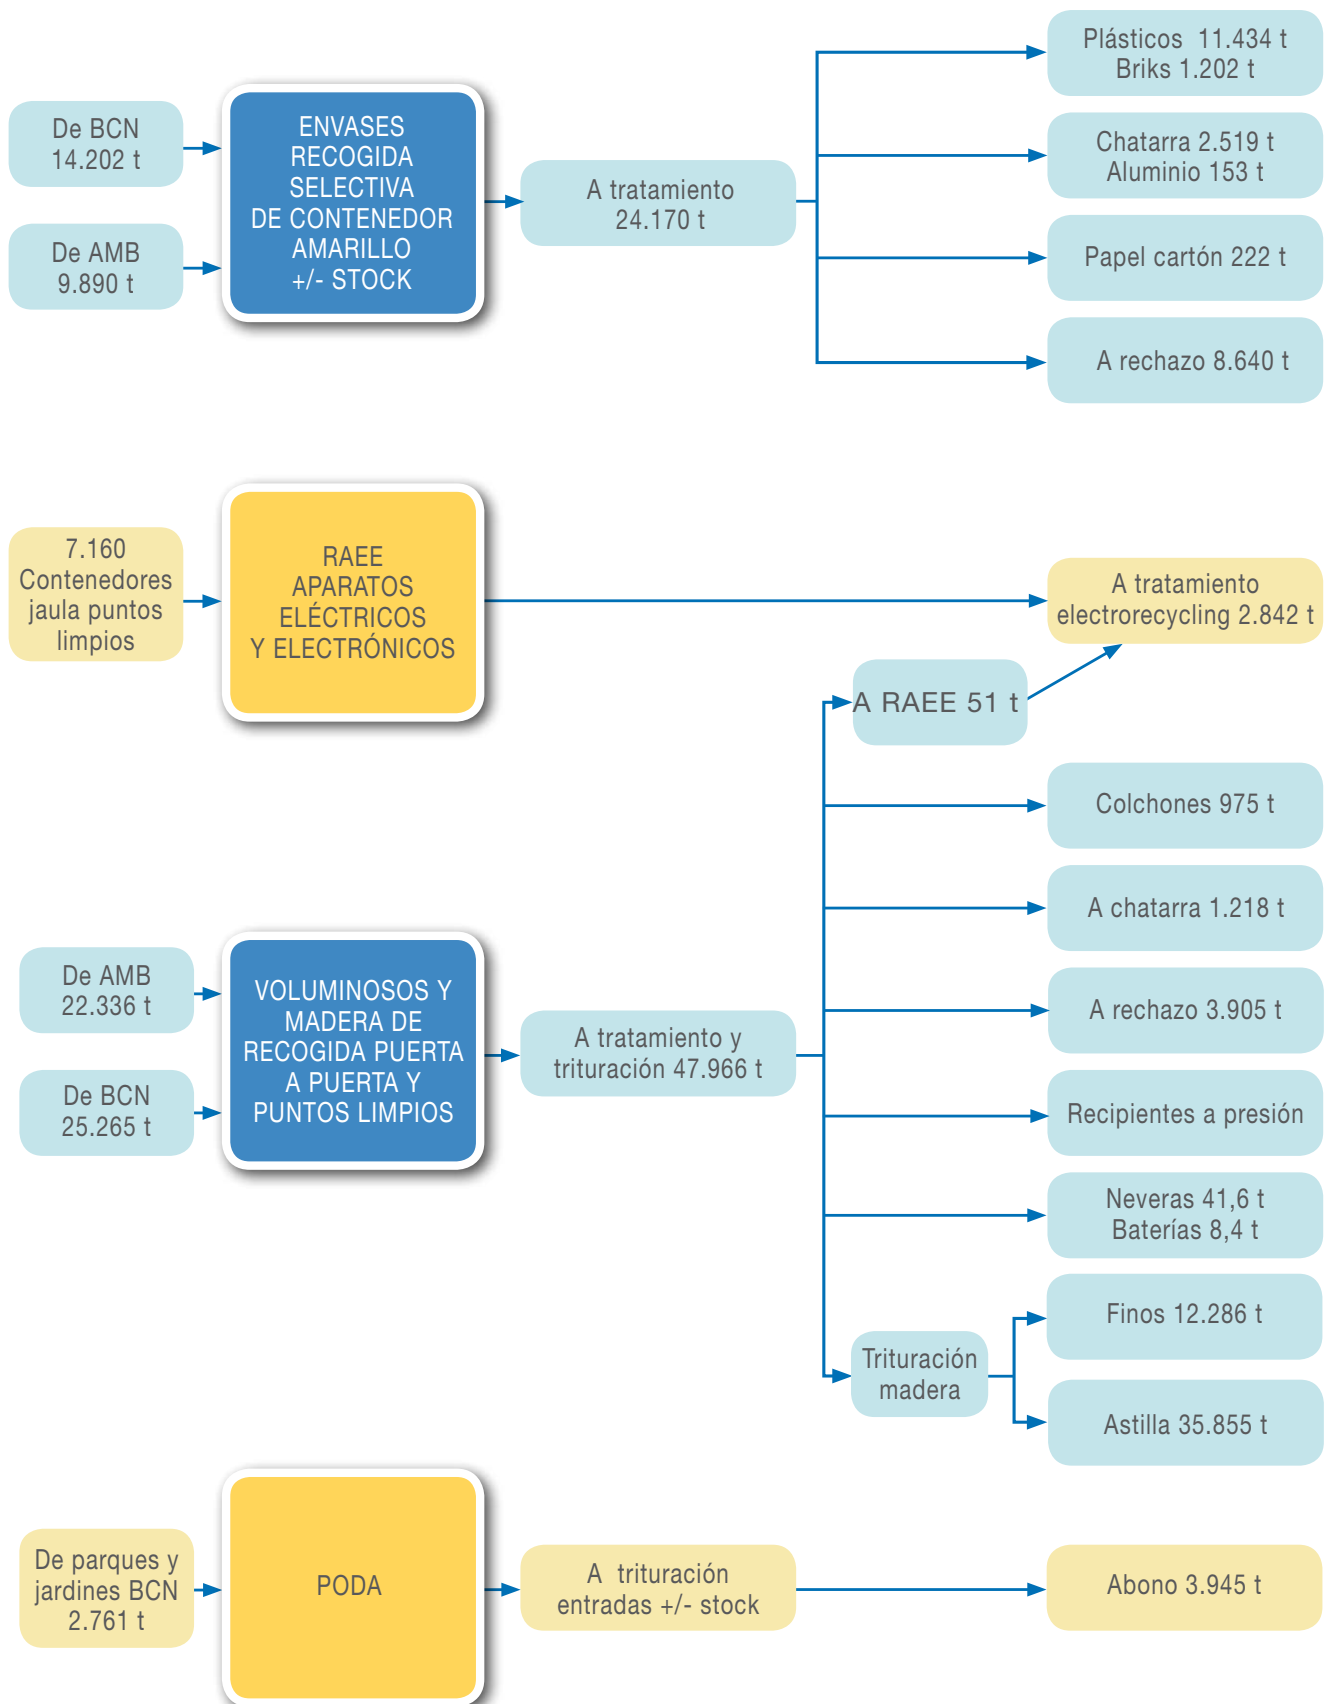 De BCN
14.202 t
De AMB
9.890 t
ENVASES
RECOGIDA
SELECTIVA
DE CONTENEDOR
AMARILLO
+/- STOCK
A tratamiento
24.170 t
Plásticos 11.434 t
Briks 1.202 t
Chatarra 2.519 t
Aluminio 153 t
Papel cartón 222 t
A rechazo 8.640 t
7.160
Contenedores
jaula puntos
limpios
RAEE
APARATOS
ELÉCTRICOS
Y ELECTRÓNICOS
A tratamiento
electrorecycling 2.842 t
De AMB
22.336 t
De BCN
25.265 t
VOLUMINOSOS Y
MADERA DE
RECOGIDA PUERTA
A PUERTA Y
PUNTOS LIMPIOS
A tratamiento y
trituración 47.966 t
A RAEE 51 t
Colchones 975 t
A chatarra 1.218 t
A rechazo 3.905 t
Recipientes a presión
Neveras 41,6 t
Baterías 8,4 t
Trituración
madera
Finos 12.286 t
Astilla 35.855 t
De parques y
jardines BCN
2.761 t
PODA
A trituración
entradas +/- stock
Abono 3.945 t